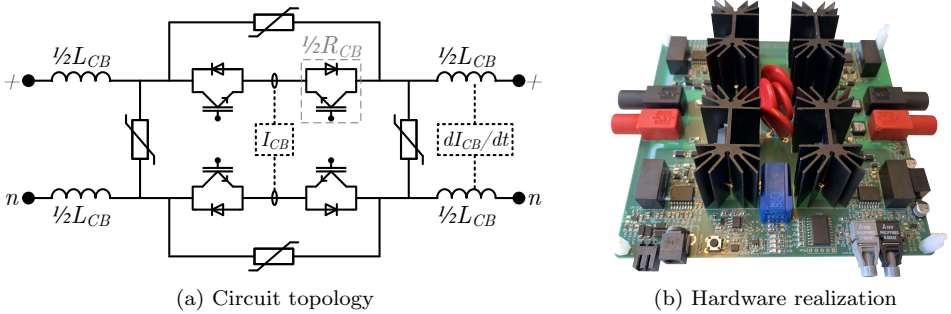 ½L_CB
½R_CB
½L_CB
+
+
I_CB
dI_CB/dt
n
n
½L_CB
½L_CB
(a) Circuit topology
(b) Hardware realization